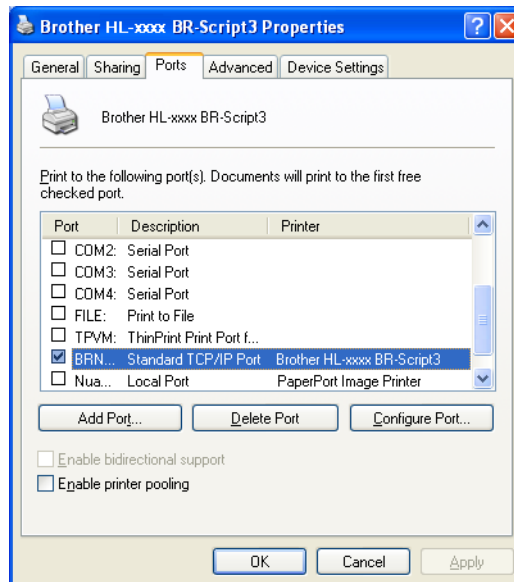 Brother HL-xxxx BR-Script3 Properties
General Sharing Ports Advanced Device Settings
Brother HL-xxxx BR-Script3
Print to the following port(s). Documents will print to the first free
checked port.
Port Description Printer
COM2: Serial Port
COM3: Serial Port
COM4: Serial Port
FILE: Print to File
TPVM: ThinPrint Print Port f...
BRN... Standard TCP/IP Port Brother HL-xxxx BR-Script3
Nua... Local Port PaperPort Image Printer
Add Port... Delete Port Configure Port...
Enable bidirectional support
Enable printer pooling
OK Cancel Apply